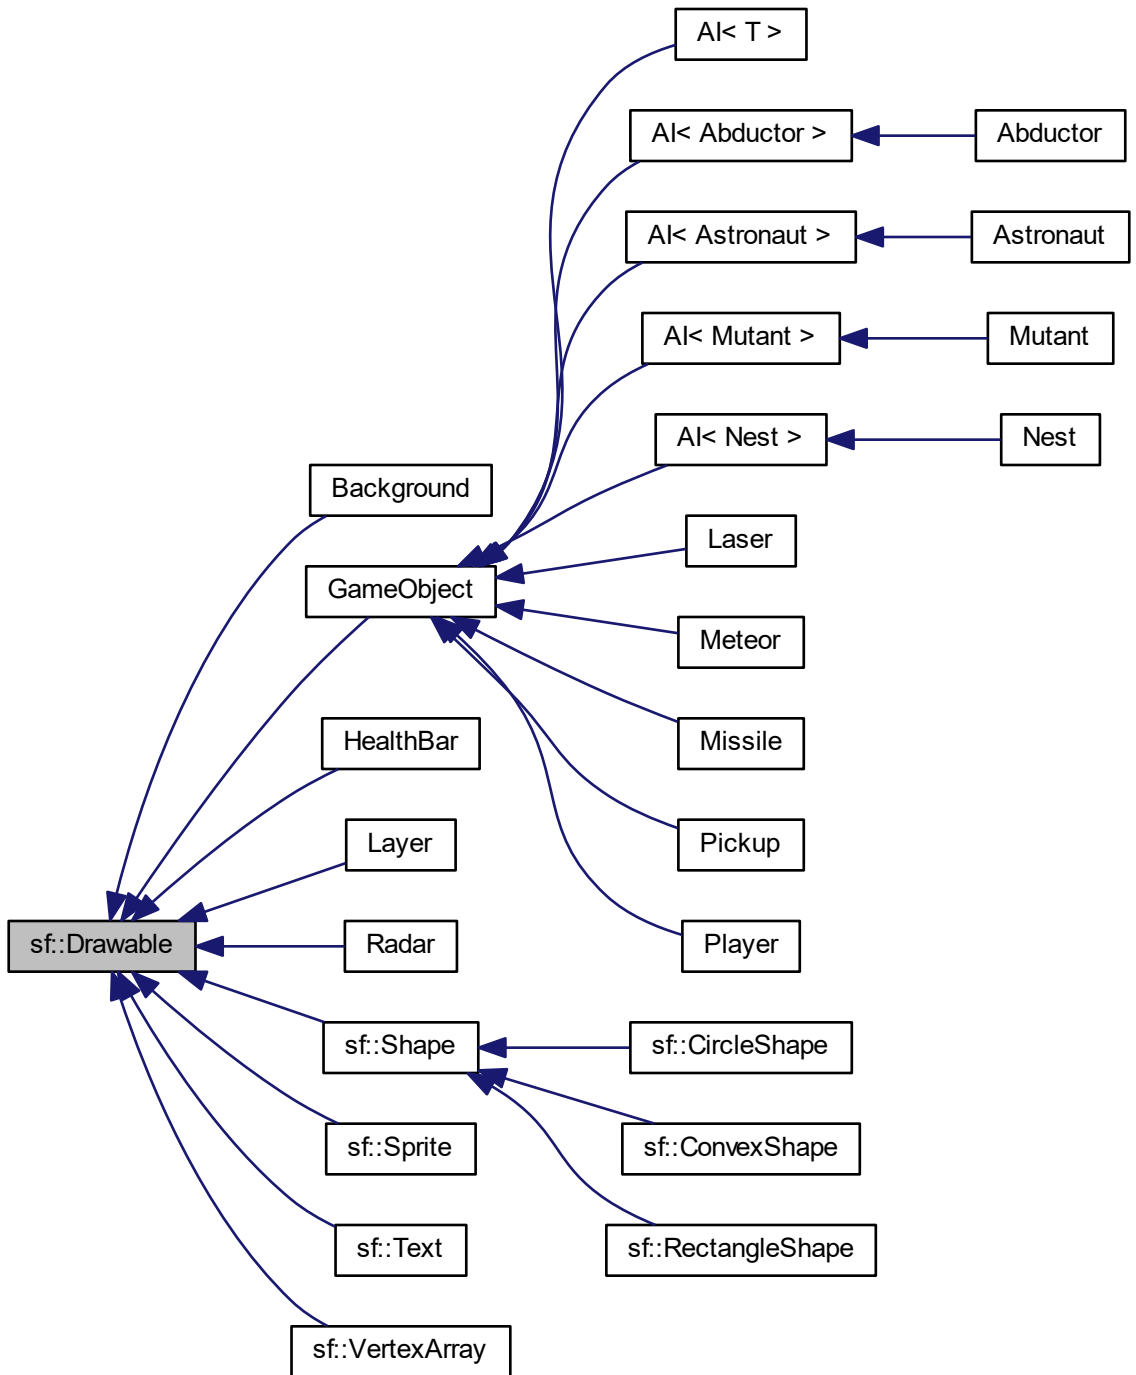 AI< T >
AI< Abductor >
Abductor
AI< Astronaut >
Astronaut
AI< Mutant >
Mutant
AI< Nest >
Nest
Background
Laser
GameObject
Meteor
HealthBar
Missile
Layer
Pickup
sf::Drawable
Radar
Player
sf::Shape
sf::CircleShape
sf::Sprite
sf::ConvexShape
sf::Text
sf::RectangleShape
sf::VertexArray